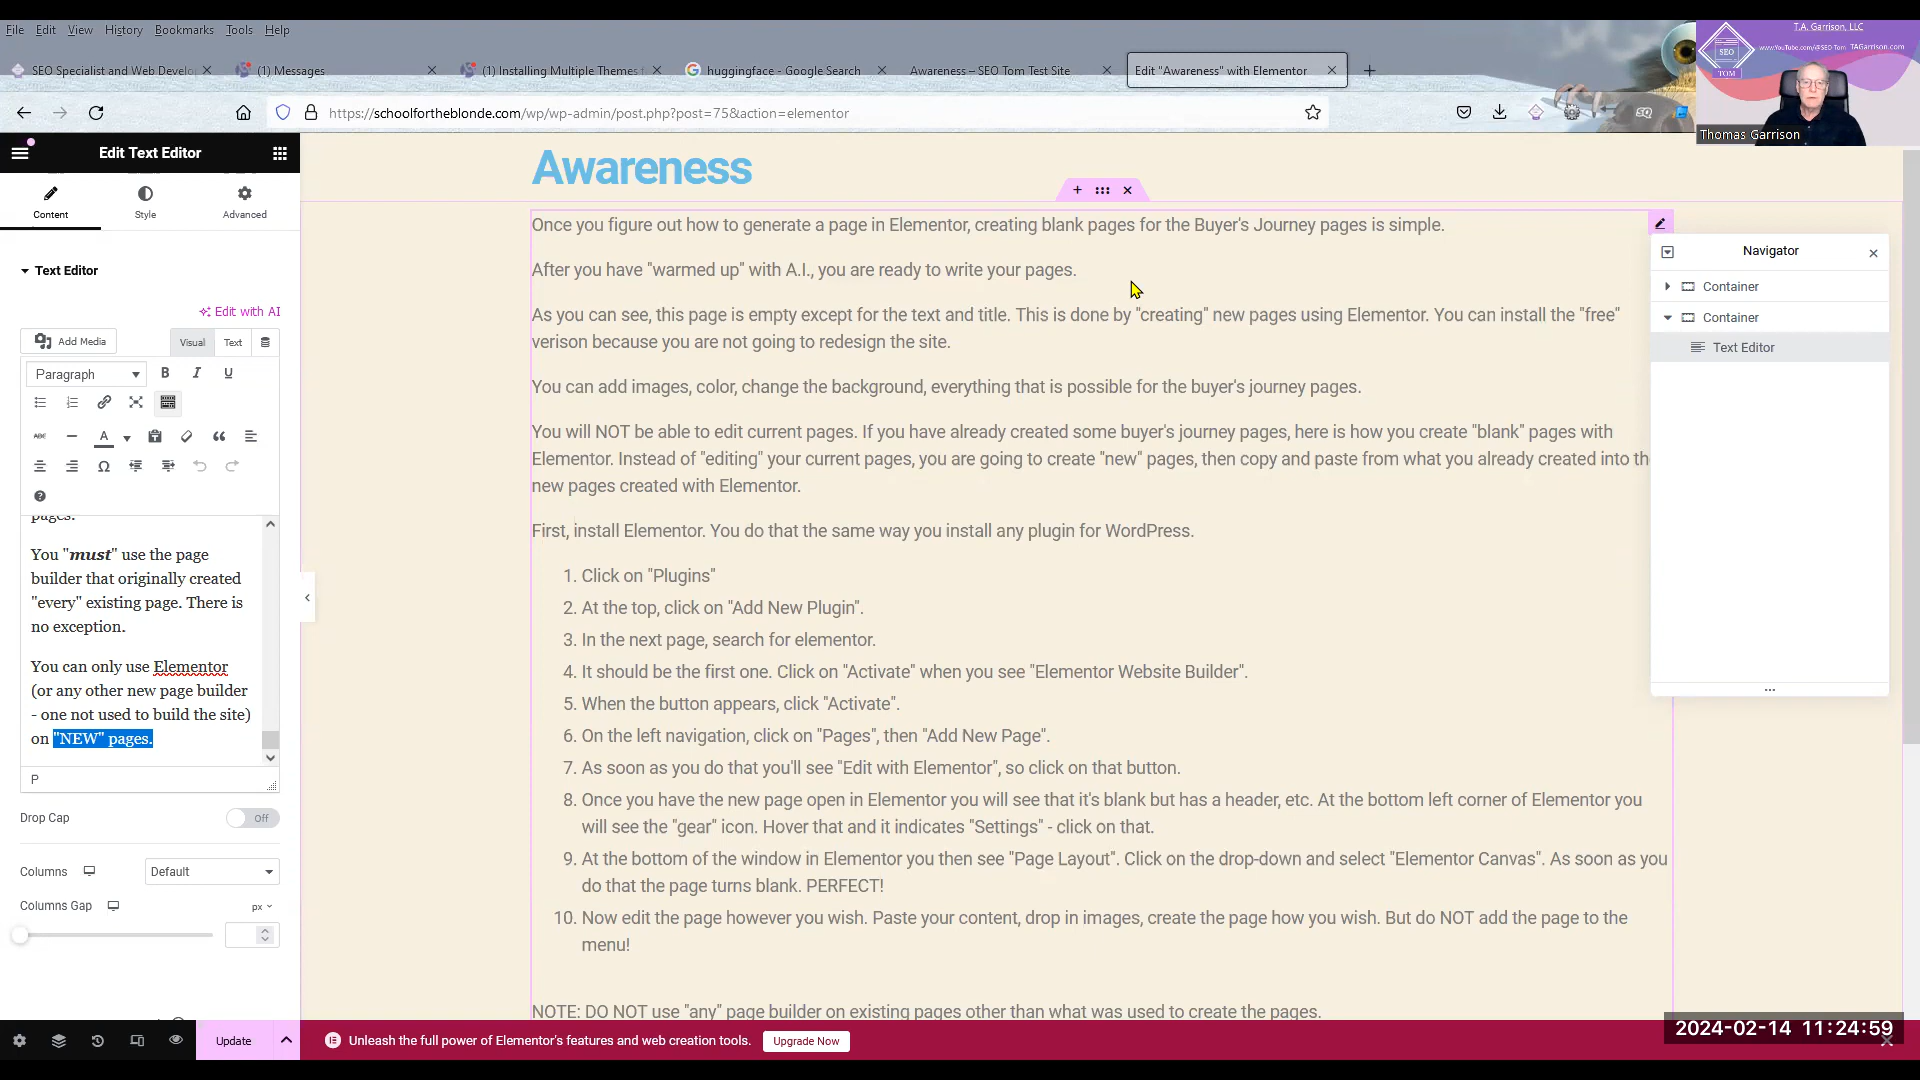 File Edit View History Bookmarks Tools Help
SEO Specialist and Web Develo
(1) Messages
(1) Installing Multiple Themes
huggingface - Google Search
Awareness – SEO Tom Test Site
Edit "Awareness" with Elementor
https://schoolfortheblonde.com/wp/wp-admin/post.php?post=75&action=elementor
T.A. Garrison, LLC
www.YouTube.com/@SEO Tom TAGarrison.com
SEO
TOM
Thomas Garrison
Edit Text Editor
Content Style Advanced
Text Editor
Edit with AI
Add Media Visual Text
Paragraph B I U
ABC
A
pages.
You "must" use the page
builder that originally created
"every" existing page. There is
no exception.
You can only use Elementor
(or any other new page builder
- one not used to build the site)
on "NEW" pages.
P
Drop Cap Off
Columns Default
Columns Gap px
Update
Awareness
Once you figure out how to generate a page in Elementor, creating blank pages for the Buyer's Journey pages is simple.
After you have "warmed up" with A.I., you are ready to write your pages.
As you can see, this page is empty except for the text and title. This is done by "creating" new pages using Elementor. You can install the "free"
verison because you are not going to redesign the site.
You can add images, color, change the background, everything that is possible for the buyer's journey pages.
You will NOT be able to edit current pages. If you have already created some buyer's journey pages, here is how you create "blank" pages with
Elementor. Instead of "editing" your current pages, you are going to create "new" pages, then copy and paste from what you already created into th
new pages created with Elementor.
First, install Elementor. You do that the same way you install any plugin for WordPress.
1. Click on "Plugins"
2. At the top, click on "Add New Plugin".
3. In the next page, search for elementor.
4. It should be the first one. Click on "Activate" when you see "Elementor Website Builder".
5. When the button appears, click "Activate".
6. On the left navigation, click on "Pages", then "Add New Page".
7. As soon as you do that you'll see "Edit with Elementor", so click on that button.
8. Once you have the new page open in Elementor you will see that it's blank but has a header, etc. At the bottom left corner of Elementor you
will see the "gear" icon. Hover that and it indicates "Settings" - click on that.
9. At the bottom of the window in Elementor you then see "Page Layout". Click on the drop-down and select "Elementor Canvas". As soon as you
do that the page turns blank. PERFECT!
10. Now edit the page however you wish. Paste your content, drop in images, create the page how you wish. But do NOT add the page to the
menu!
NOTE: DO NOT use "any" page builder on existing pages other than what was used to create the pages.
Navigator
Container
Container
Text Editor
Unleash the full power of Elementor's features and web creation tools. Upgrade Now
2024-02-14 11:24:59